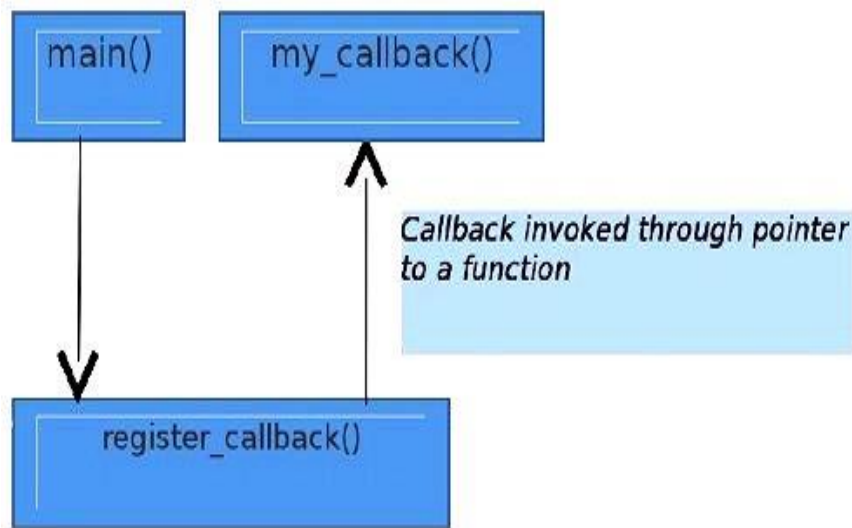 main()
my_callback()
Callback invoked through pointer
to a function
register_callback()